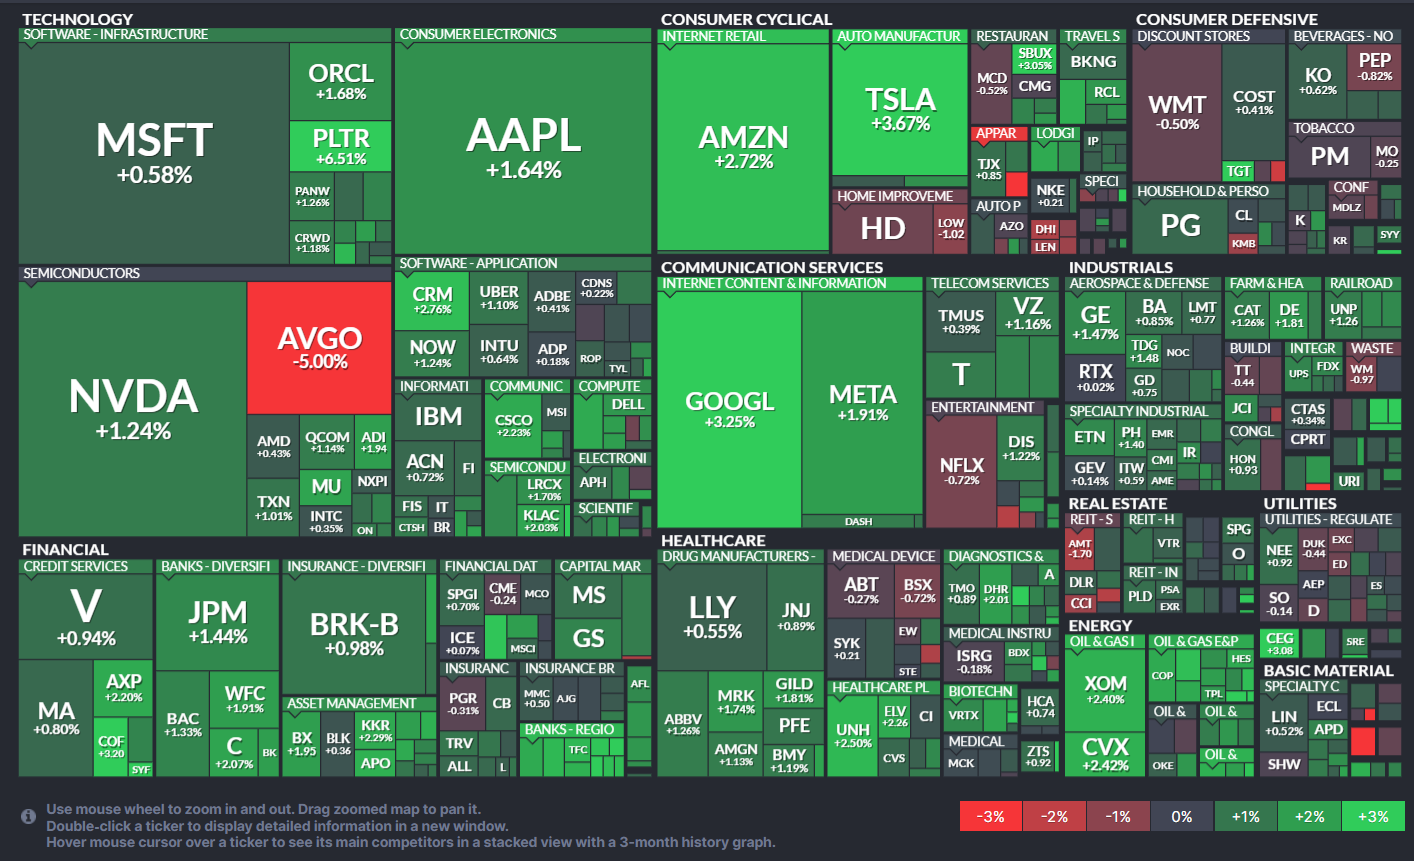 TECHNOLOGY
SOFTWARE - INFRASTRUCTURE
MSFT
+0.58%
ORCL
+1.68%
PLTR
+6.51%
PANW
+1.26%
CRWD
+1.18%
CONSUMER ELECTRONICS
AAPL
+1.64%
SEMICONDUCTORS
NVDA
+1.24%
AVGO
-5.00%
AMD
+0.43%
QCOM
+1.14%
ADI
+1.94
TXN
+1.01%
MU
NXPI
INTC
+0.35%
ON
SOFTWARE - APPLICATION
CRM
+2.76%
UBER
+1.10%
ADBE
+0.41%
CDNS
+0.22%
NOW
+1.24%
INTU
+0.64%
ADP
+0.18%
ROP
TYL
INFORMATI
IBM
ACN
+0.72%
FI
FIS
IT
CTSH
BR
COMMUNIC
CSCO
+2.23%
MSI
SEMICONDU
LRCX
+1.70%
KLAC
+2.03%
COMPUTE
DELL
ELECTRONI
APH
SCIENTIF
CONSUMER CYCLICAL
INTERNET RETAIL
AMZN
+2.72%
AUTO MANUFACTUR
TSLA
+3.67%
HOME IMPROVEME
HD
LOW
-1.02
RESTAURAN
MCD
-0.52%
SBUX
+3.05%
CMG
TRAVEL S
BKNG
RCL
APPAR
TJX
+0.85
LODGI
IP
NKE
+0.21
SPECI
AUTO P
AZO
DHI
LEN
CONSUMER DEFENSIVE
DISCOUNT STORES
WMT
-0.50%
COST
+0.41%
TGT
BEVERAGES - NO
KO
+0.62%
PEP
-0.82%
TOBACCO
PM
MO
-0.25
HOUSEHOLD & PERSO
PG
CL
KMB
CONF
MDLZ
K
KR
SYY
COMMUNICATION SERVICES
INTERNET CONTENT & INFORMATION
GOOGL
+3.25%
META
+1.91%
DASH
TELECOM SERVICES
TMUS
+0.39%
VZ
+1.16%
T
ENTERTAINMENT
NFLX
-0.72%
DIS
+1.22%
INDUSTRIALS
AEROSPACE & DEFENSE
GE
+1.47%
BA
+0.85%
LMT
+0.77
RTX
+0.02%
TDG
+1.48
NOC
GD
+0.75
FARM & HEA
CAT
+1.26%
DE
+1.81
RAILROAD
UNP
+1.26
BUILDI
TT
-0.44
JCI
INTEGR
UPS
FDX
WASTE
WM
-0.97
SPECIALTY INDUSTRIAL
ETN
PH
+1.40
EMR
GEV
+0.14%
ITW
+0.59
CMI
AME
IR
CONGL
HON
+0.93
CTAS
+0.34%
CPRT
URI
FINANCIAL
CREDIT SERVICES
V
+0.94%
MA
+0.80%
AXP
+2.20%
COF
+3.20
SYF
BANKS - DIVERSIFI
JPM
+1.44%
BAC
+1.33%
WFC
+1.91%
C
+2.07%
BK
INSURANCE - DIVERSIFI
BRK-B
+0.98%
ASSET MANAGEMENT
BX
+1.95
BLK
+0.36
KKR
+2.29%
APO
FINANCIAL DAT
SPGI
+0.70%
CME
-0.24
MCO
ICE
+0.07%
MSCI
CAPITAL MAR
MS
GS
INSURANC
PGR
-0.31%
CB
TRV
ALL
L
INSURANCE BR
MMC
+0.50
AJG
AFL
BANKS - REGIO
TFC
HEALTHCARE
DRUG MANUFACTURERS -
LLY
+0.55%
JNJ
+0.89%
ABBV
+1.26%
MRK
+1.74%
GILD
+1.81%
PFE
AMGN
+1.13%
BMY
+1.19%
MEDICAL DEVICE
ABT
-0.27%
BSX
-0.72%
SYK
+0.21
EW
STE
HEALTHCARE PL
UNH
+2.50%
ELV
+2.26
CI
CVS
DIAGNOSTICS &
TMO
+0.89
DHR
+2.01
A
MEDICAL INSTRU
ISRG
-0.18%
BDX
BIOTECHN
VRTX
HCA
+0.74
MEDICAL
MCK
ZTS
+0.92
REAL ESTATE
REIT - S
AMT
-1.70
DLR
CCI
REIT - H
VTR
REIT - IN
PLD
PSA
EXR
SPG
O
UTILITIES
UTILITIES - REGULATE
NEE
+0.92
DUK
-0.44
EXC
ED
SO
-0.14
AEP
D
ES
CEG
+3.08
SRE
ENERGY
OIL & GAS I
XOM
+2.40%
CVX
+2.42%
OIL & GAS E&P
COP
HES
TPL
OIL &
OKE
OIL &
OIL &
BASIC MATERIAL
SPECIALTY C
LIN
+0.52%
ECL
APD
SHW
Use mouse wheel to zoom in and out. Drag zoomed map to pan it.
Double-click a ticker to display detailed information in a new window.
Hover mouse cursor over a ticker to see its main competitors in a stacked view with a 3-month history graph.
-3% -2% -1% 0% +1% +2% +3%